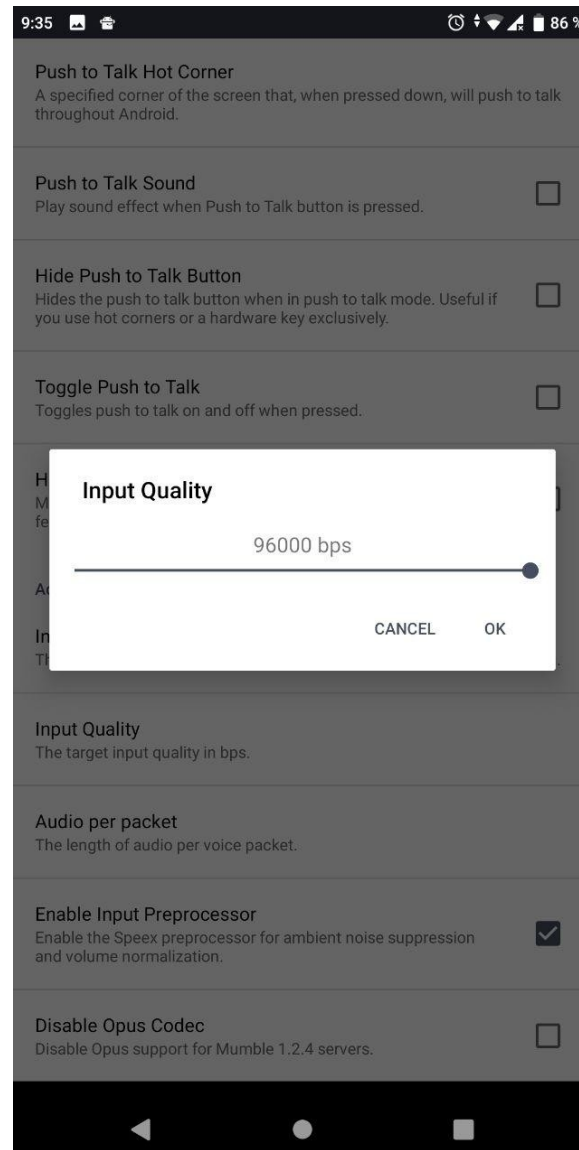 9:35
86 %
Push to Talk Hot Corner
A specified corner of the screen that, when pressed down, will push to talk
throughout Android.
Push to Talk Sound
Play sound effect when Push to Talk button is pressed.
Hide Push to Talk Button
Hides the push to talk button when in push to talk mode. Useful if
you use hot corners or a hardware key exclusively.
Toggle Push to Talk
Toggles push to talk on and off when pressed.
Input Quality
96000 bps
CANCEL OK
Input Quality
The target input quality in bps.
Audio per packet
The length of audio per voice packet.
Enable Input Preprocessor
Enable the Speex preprocessor for ambient noise suppression
and volume normalization.
Disable Opus Codec
Disable Opus support for Mumble 1.2.4 servers.